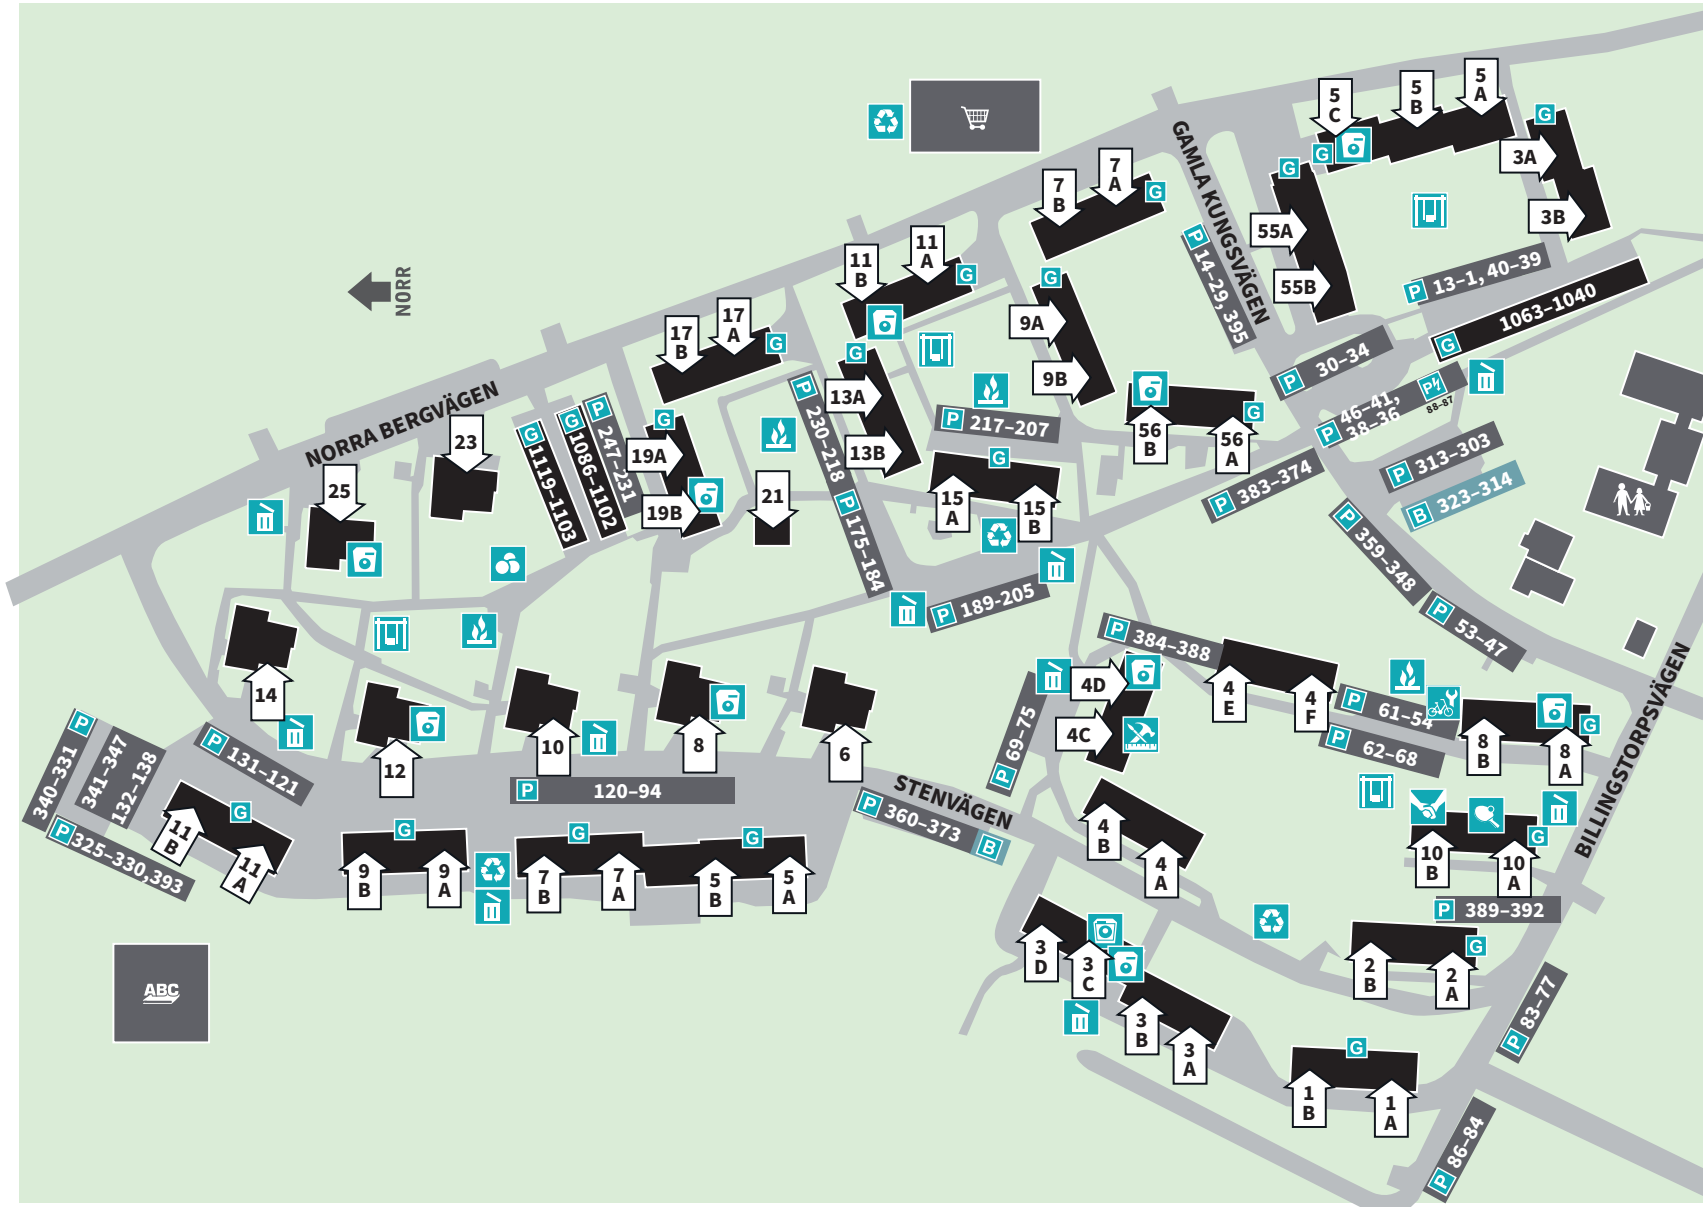 5
C
5
B
5
A
G
G
G
3A
3B
55A
55B
GAMLA KUNGSVÄGEN
P 14–29, 395
P 13–1, 40–39
G 1063–1040
P 30–34
P 46–41,
38–36
P
88–87
P 313–303
B 323–314
P 383–374
P 359–348
P 53–47
7
B
7
A
G
11
B
11
A
G
G
9A
9B
NORR
17
B
17
A
G
G
13A
13B
P 230–218
P 175–184
P 217–207
56
B
56
A
G
G
15
A
15
B
P 189-205
NORRA BERGVÄGEN
23
25
G 1119–1103
G 1086–1102
P 247–231
G
19A
19B
21
14
12
10
8
6
P 340–331
341–347
132–138
P 325–330,393
P 131–121
P 120–94
11
B
11
A
G
9
B
9
A
G
7
B
7
A
G
5
B
5
A
G
ABC
STENVÄGEN
P 360–373 B
P 69–75
P 384–388
4D
4C
4
E
4
F
4
B
4
A
P 61–54
P 62–68
8
B
8
A
G
10
B
10
A
G
BILLINGSTORPSVÄGEN
P 389–392
3
D
3
C
3
B
3
A
2
B
2
A
G
1
B
1
A
G
P 83–77
P 86–84